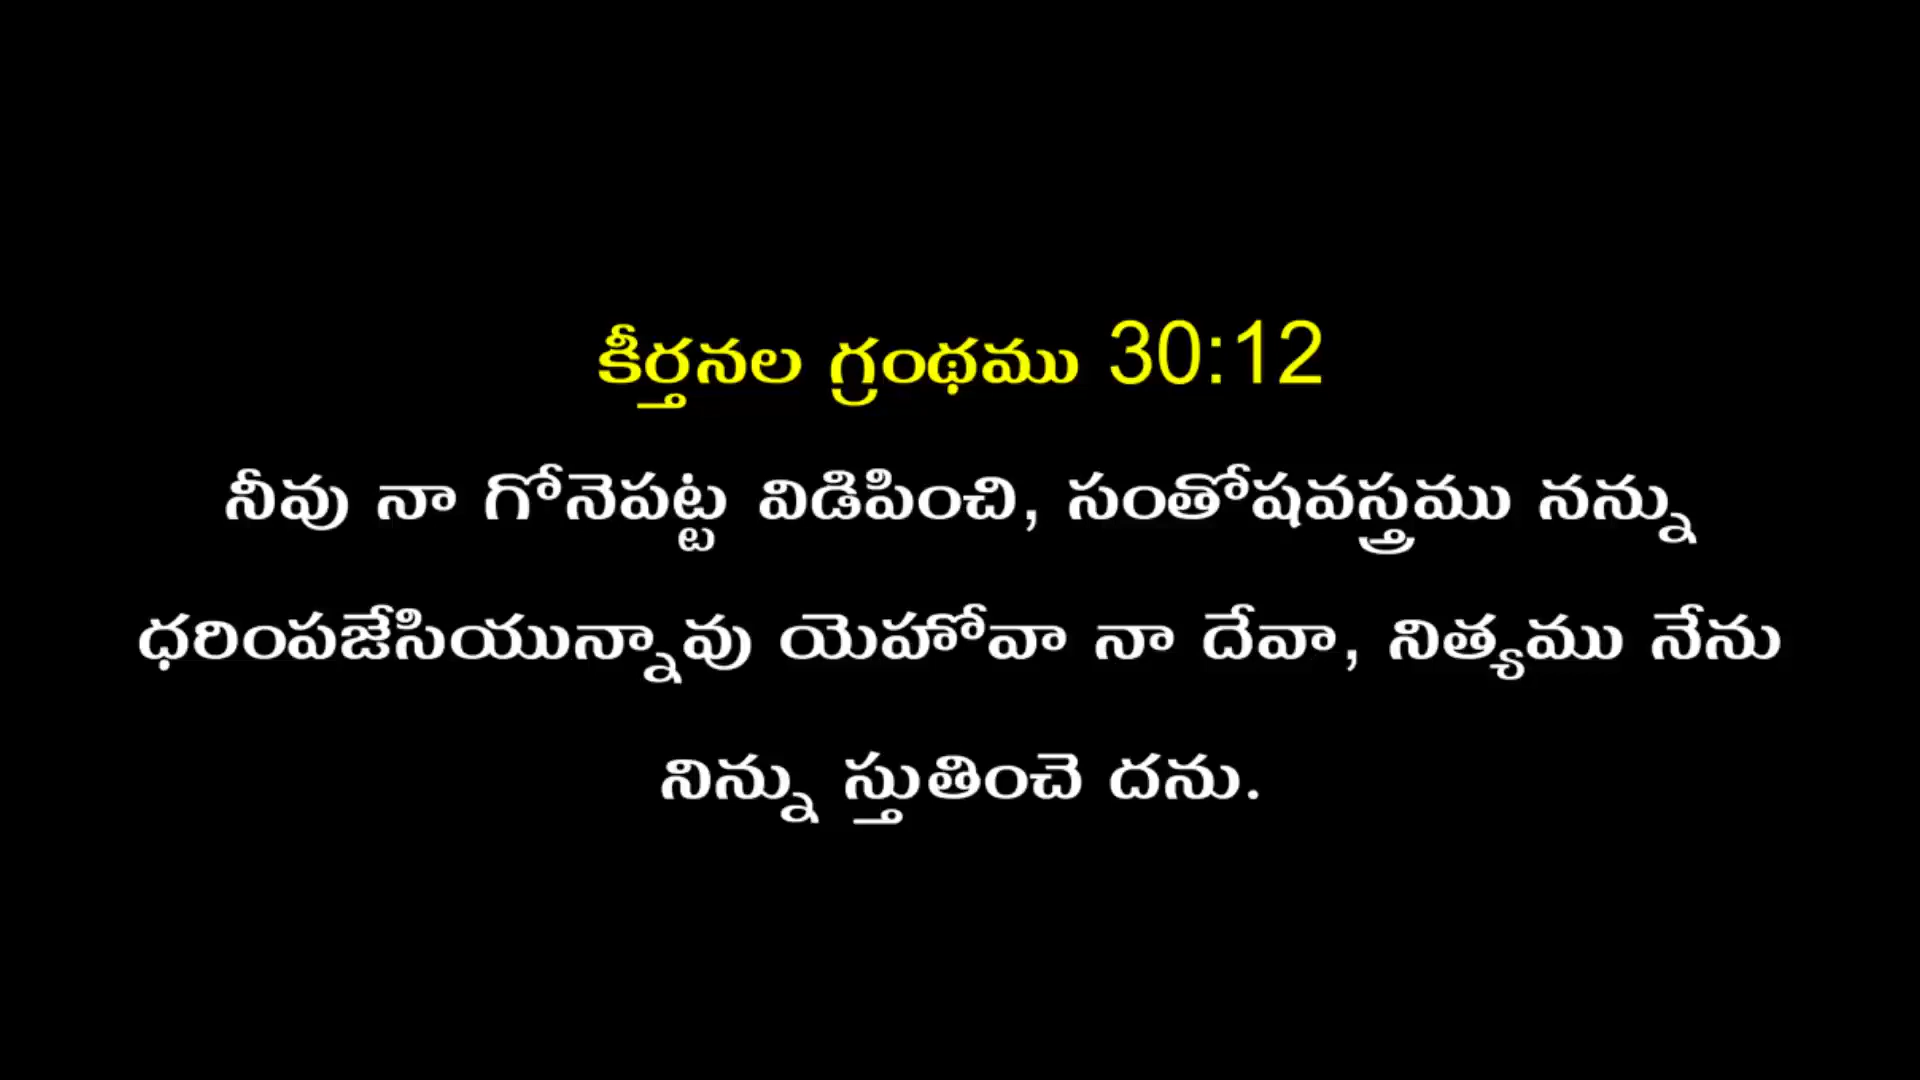 కీర్తనల గ్రంథము 30:12
నీవు నా గోనెపట్ట విడిపించి, సంతోషవస్త్రము నన్ను
ధరింపజేసియున్నావు యెహోవా నా దేవా, నిత్యము నేను
నిన్ను స్తుతించె దను.